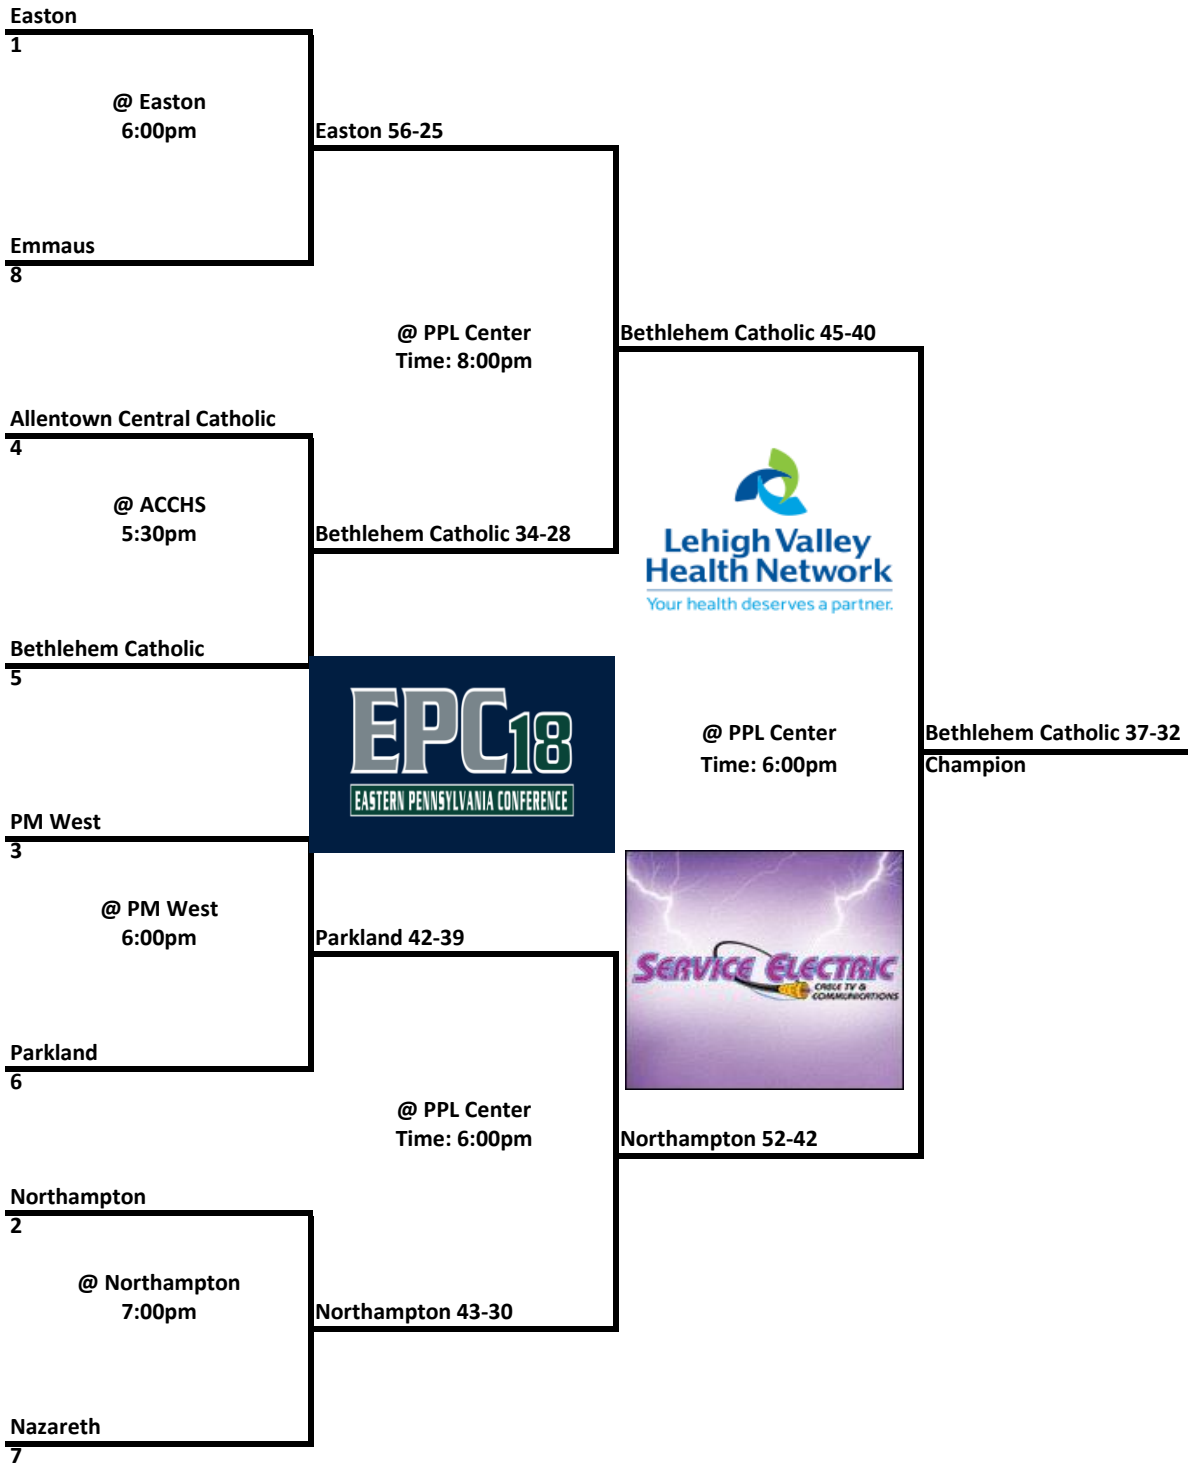 Easton
1
@ Easton
6:00pm
Easton 56-25
Emmaus
8
@ PPL Center
Time: 8:00pm
Bethlehem Catholic 45-40
Allentown Central Catholic
4
@ ACCHS
5:30pm
Bethlehem Catholic 34-28
Lehigh Valley
Health Network
Your health deserves a partner.
Bethlehem Catholic
5
EPC18
EASTERN PENNSYLVANIA CONFERENCE
@ PPL Center
Time: 6:00pm
Bethlehem Catholic 37-32
Champion
PM West
3
@ PM West
6:00pm
Parkland 42-39
SERVICE ELECTRIC
CABLE TV &
COMMUNICATIONS
Parkland
6
@ PPL Center
Time: 6:00pm
Northampton 52-42
Northampton
2
@ Northampton
7:00pm
Northampton 43-30
Nazareth
7